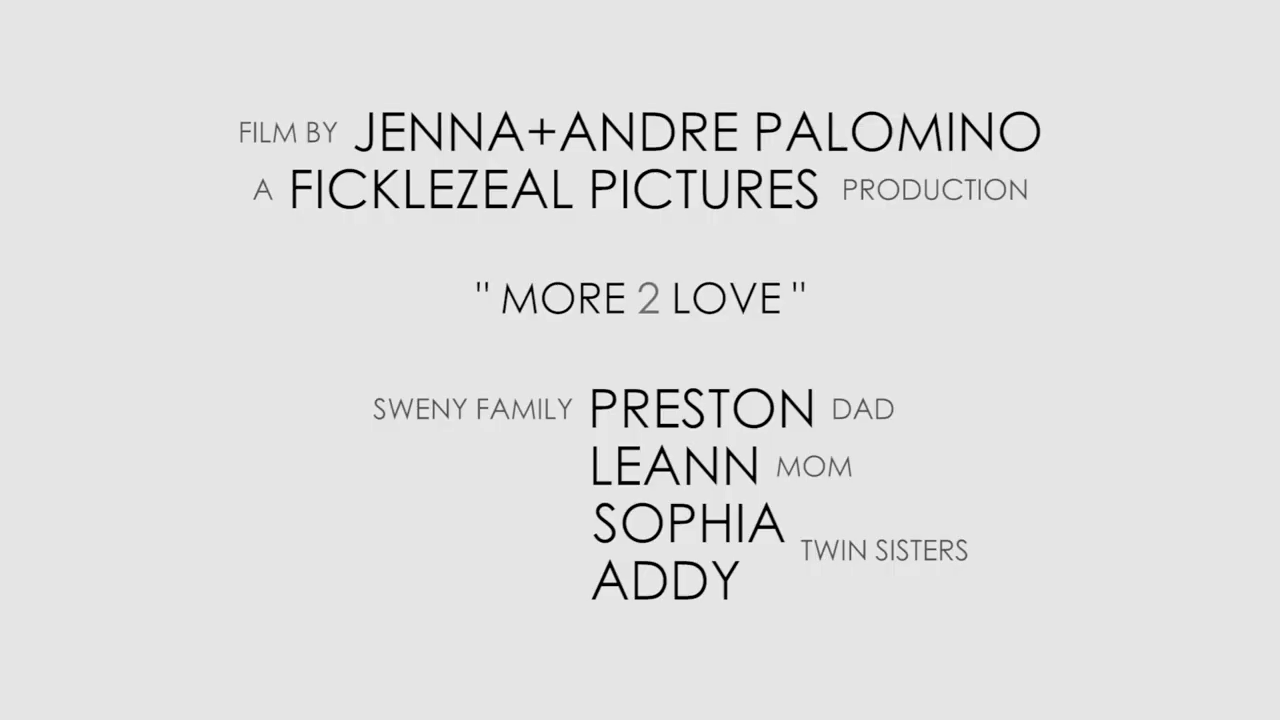 FILM BY JENNA+ANDRE PALOMINO
A FICKLEZEAL PICTURES PRODUCTION
" MORE 2 LOVE "
SWENY FAMILY PRESTON DAD
LEANN MOM
SOPHIA
TWIN SISTERS
ADDY